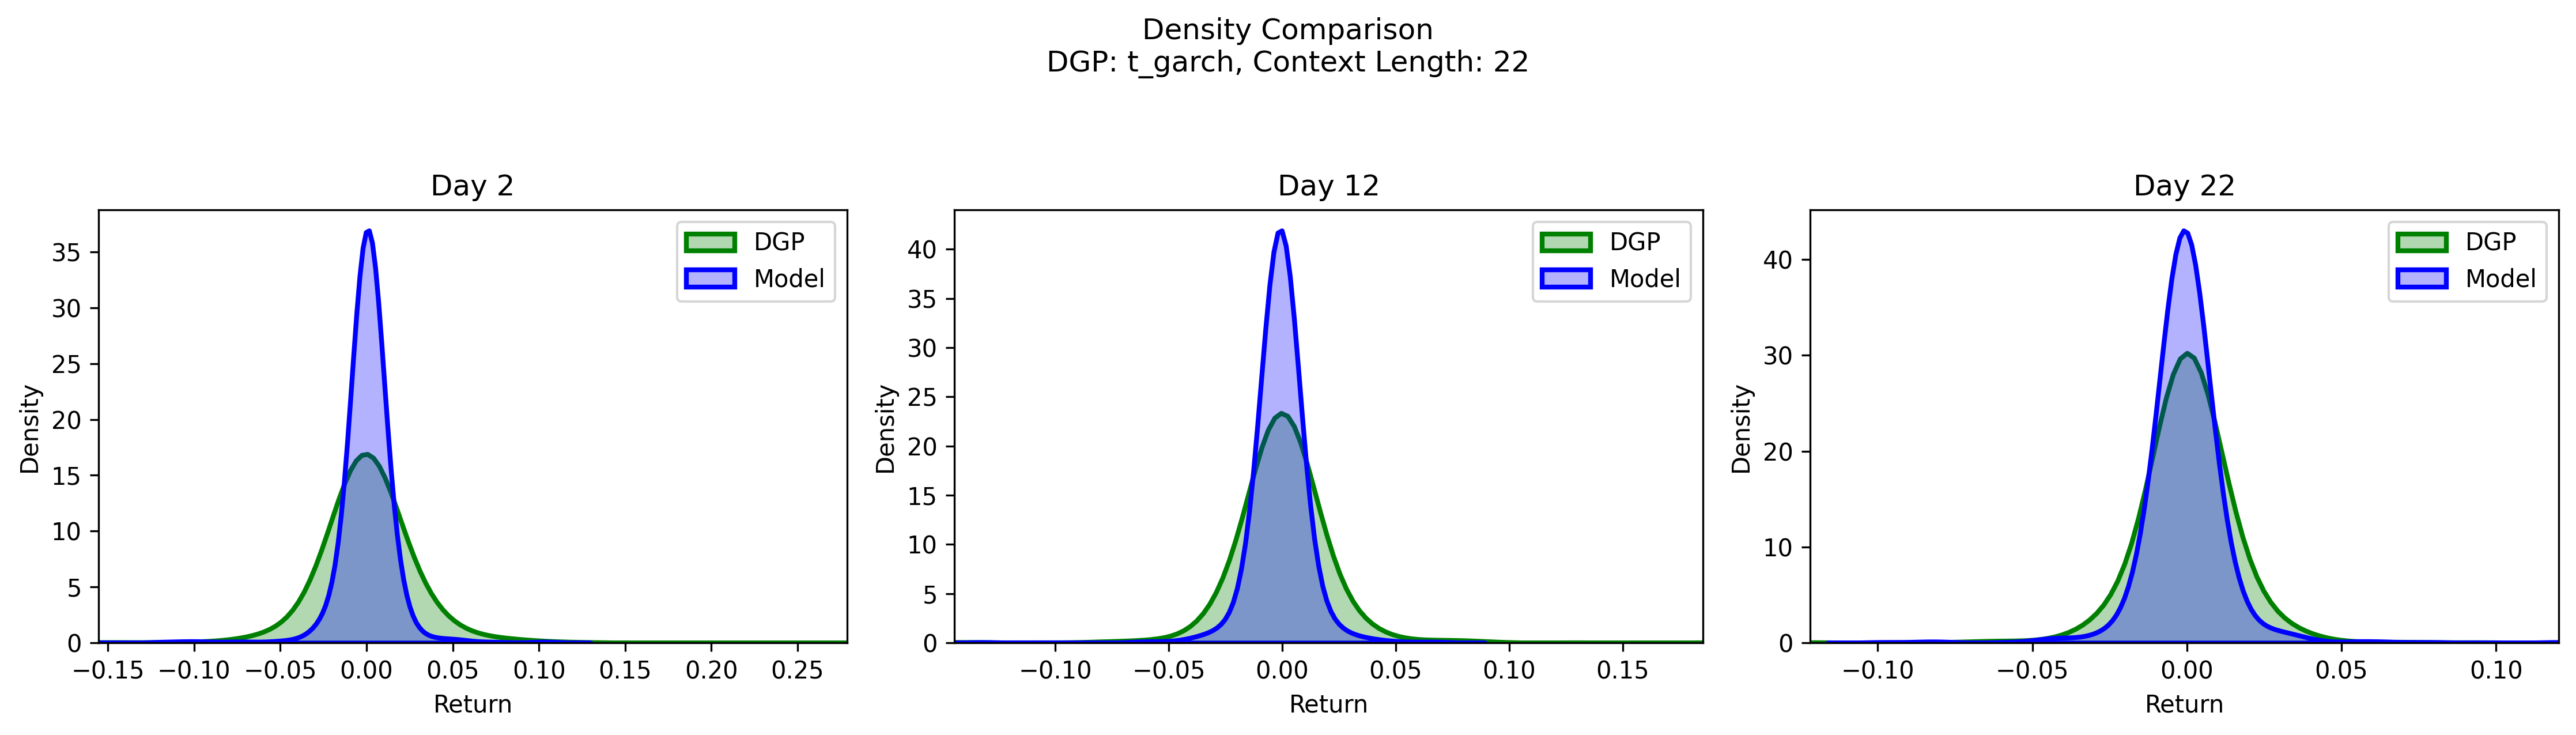 Density Comparison
DGP: t_garch, Context Length: 22
Day 2
35
30
25
20
15
10
5
0
Density
−0.15 −0.10 −0.05 0.00 0.05 0.10 0.15 0.20 0.25
Return
DGP
Model
Day 12
40
35
30
25
20
15
10
5
0
Density
−0.10 −0.05 0.00 0.05 0.10 0.15
Return
DGP
Model
Day 22
40
30
20
10
0
Density
−0.10 −0.05 0.00 0.05 0.10
Return
DGP
Model